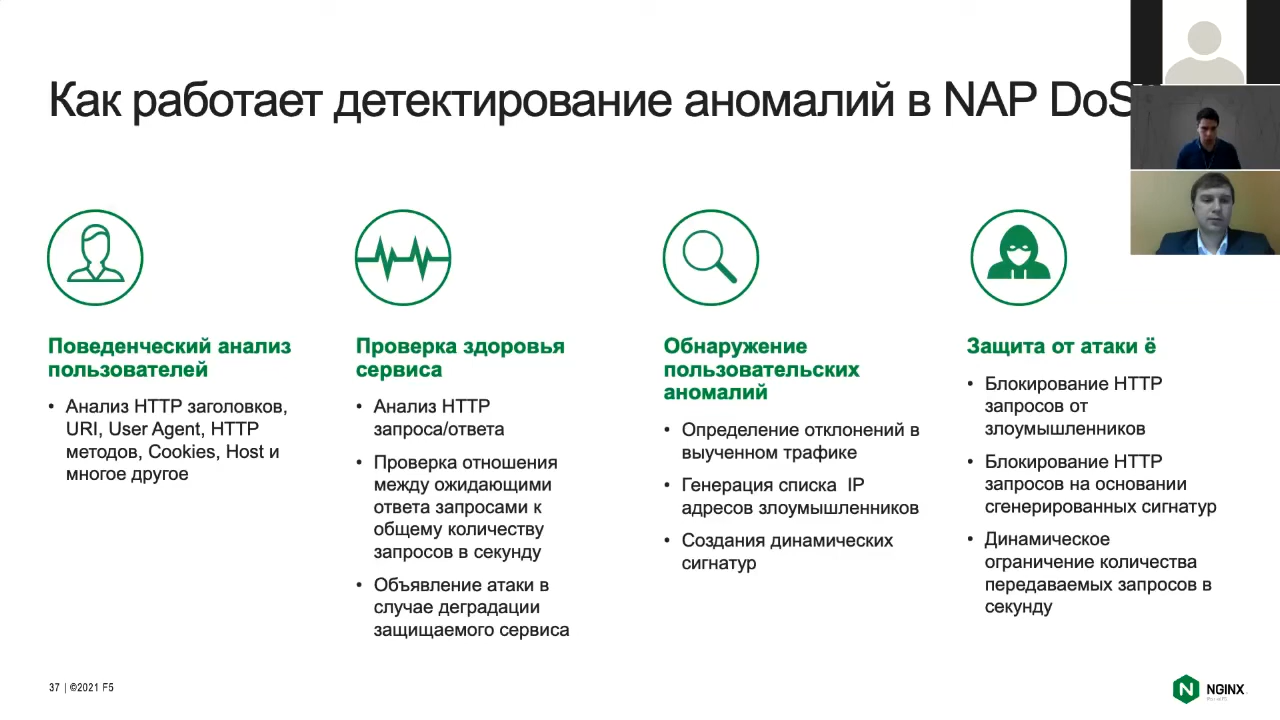 Как работает детектирование аномалий в NAP DoS
Поведенческий анализ
пользователей
• Анализ HTTP заголовков,
URI, User Agent, HTTP
методов, Cookies, Host и
многое другое
Проверка здоровья
сервиса
• Анализ HTTP
запроса/ответа
• Проверка отношения
между ожидающими
ответа запросами к
общему количеству
запросов в секунду
• Объявление атаки в
случае деградации
защищаемого сервиса
Обнаружение
пользовательских
аномалий
• Определение отклонений в
выученном трафике
• Генерация списка IP
адресов злоумышленников
• Создания динамических
сигнатур
Защита от атаки ё
• Блокирование HTTP
запросов от
злоумышленников
• Блокирование HTTP
запросов на основании
сгенерированных сигнатур
• Динамическое
ограничение количества
передаваемых запросов в
секунду
37 | ©2021 F5
N NGINX